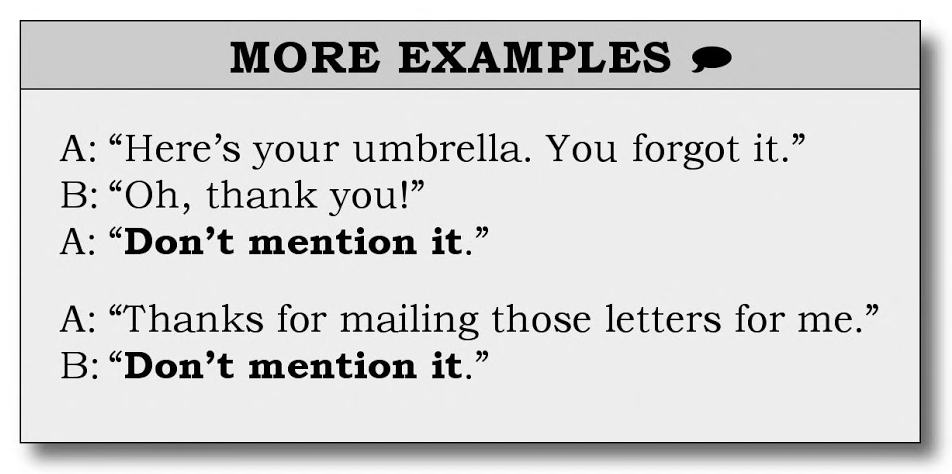 MORE EXAMPLES
A: “Here’s your umbrella. You forgot it.”
B: “Oh, thank you!”
A: “Don’t mention it.”
A: “Thanks for mailing those letters for me.”
B: “Don’t mention it.”